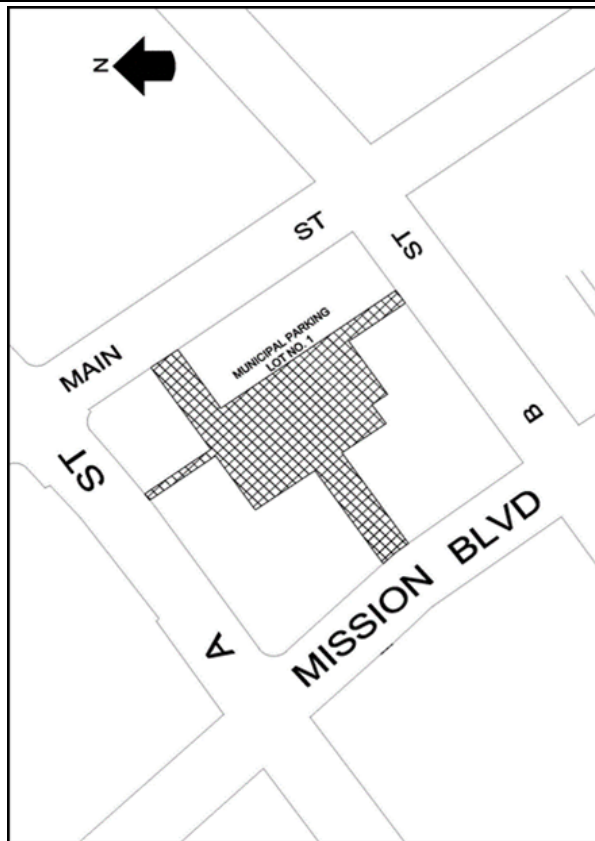 N
MAIN ST
MUNICIPAL PARKING
LOT NO. 1
A ST
B ST
MISSION BLVD